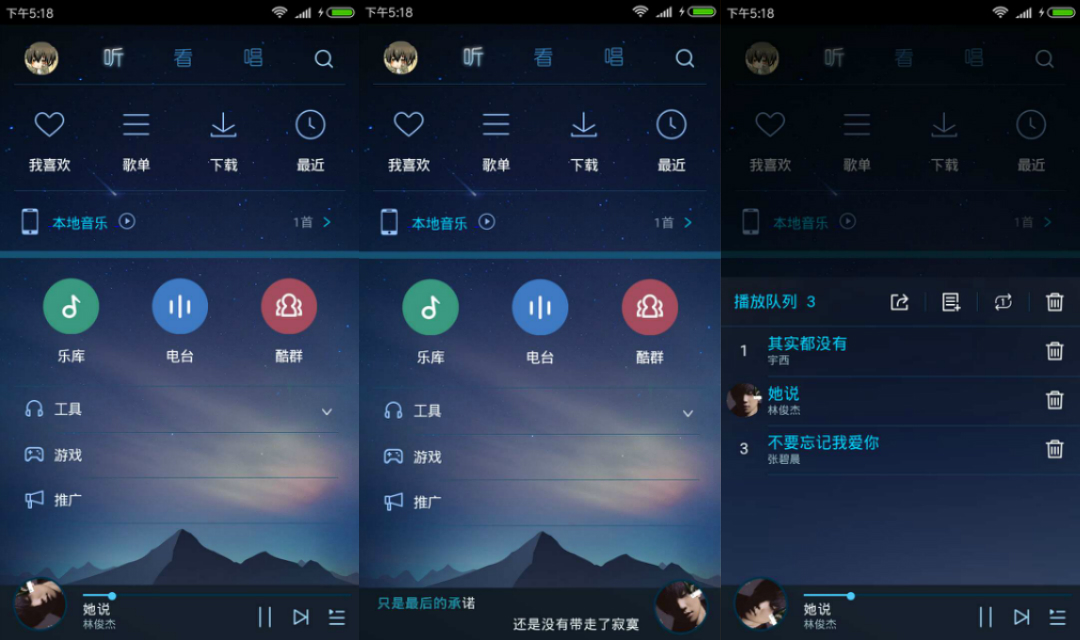 下午5:18
听 看 唱
我喜欢 歌单 下载 最近
本地音乐 1首
乐库 电台 酷群
工具
游戏
推广
她说
林俊杰
下午5:18
听 看 唱
我喜欢 歌单 下载 最近
本地音乐 1首
乐库 电台 酷群
工具
游戏
推广
只是最后的承诺
还是没有带走了寂寞
下午5:18
听 看 唱
我喜欢 歌单 下载 最近
本地音乐 1首
播放队列 3
1 其实都没有
宇西
她说
林俊杰
3 不要忘记我爱你
张碧晨
她说
林俊杰